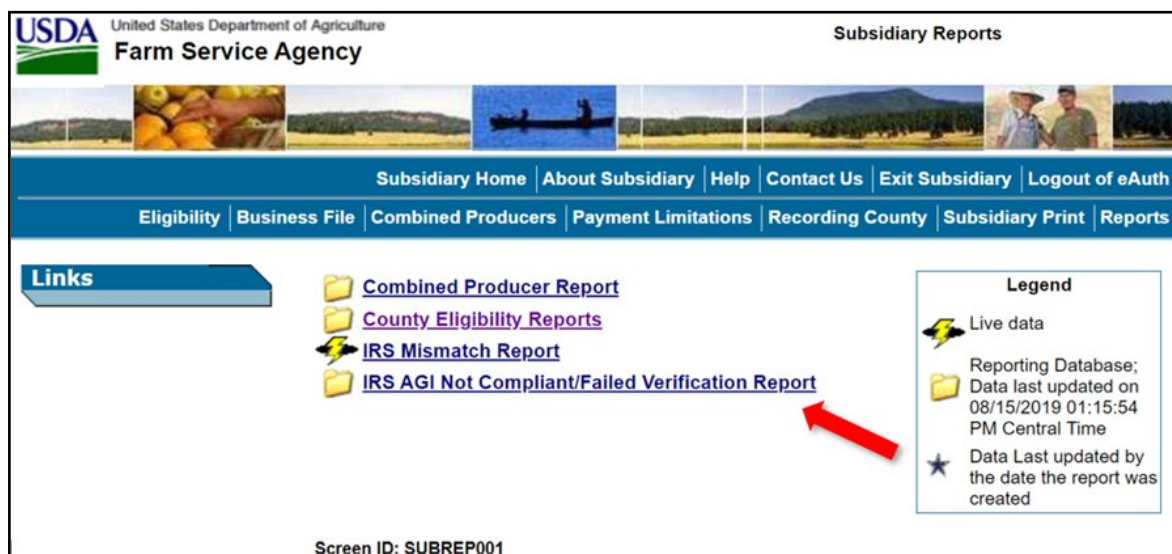 USDA
United States Department of Agriculture
Farm Service Agency
Subsidiary Reports
Subsidiary Home | About Subsidiary | Help | Contact Us | Exit Subsidiary | Logout of eAuth
Eligibility | Business File | Combined Producers | Payment Limitations | Recording County | Subsidiary Print | Reports
Links
Combined Producer Report
County Eligibility Reports
IRS Mismatch Report
IRS AGI Not Compliant/Failed Verification Report
Legend
Live data
Reporting Database;
Data last updated on
08/15/2019 01:15:54
PM Central Time
Data Last updated by
the date the report was
created
Screen ID: SUBREP001